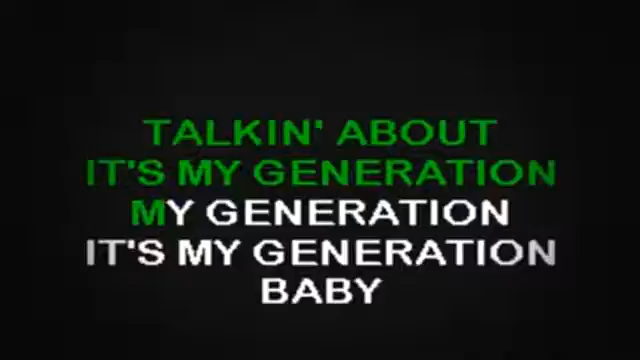 TALKIN' ABOUT
IT'S MY GENERATION
MY GENERATION
IT'S MY GENERATION
BABY